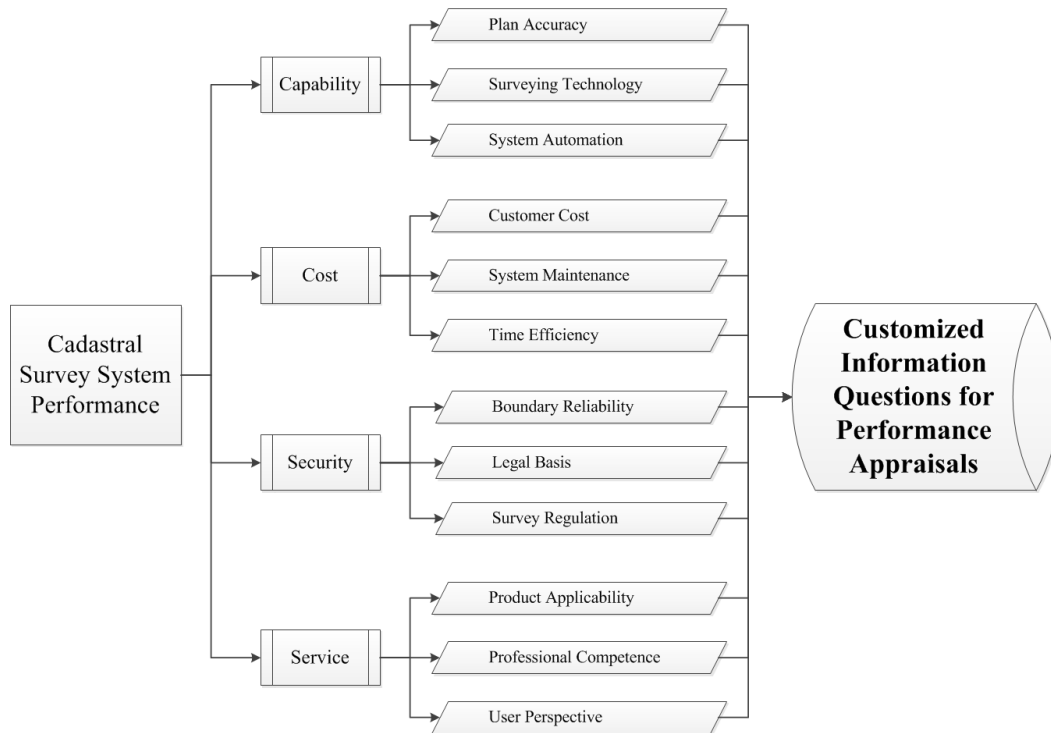 Cadastral
Survey System
Performance
Capability
Plan Accuracy
Surveying Technology
System Automation
Cost
Customer Cost
System Maintenance
Time Efficiency
Security
Boundary Reliability
Legal Basis
Survey Regulation
Service
Product Applicability
Professional Competence
User Perspective
Customized
Information
Questions for
Performance
Appraisals